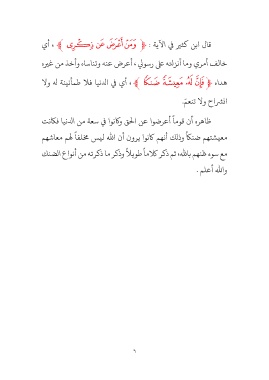 قال ابن كثير في الآية : ﴿ وَمَنْ أَعْرَضَ عَن ذِكْرِى ﴾ ، أي
خالف أمري وما أنزلته على رسولي ، أعرض عنه وتناساه وأخذ من غيره
هداه ﴿ فَإِنَّ لَهُ مَعِيشَةً ضَنكًا ﴾ ، أي في الدنيا فلا طمأنينة له ولا
انشراح ولا تنعم.
ظاهره أن قوماً أعرضوا عن الحق وكانوا في سعة من الدنيا فكانت
معيشتهم ضنكاً وذلك أنهم كانوا يرون أن الله ليس مخلفاً لهم معاشهم
مع سوء ظنهم بالله، ثم ذكر كلاماً طويلاً وذكر ما ذكرته من أنواع الضنك
والله أعلم .
٦